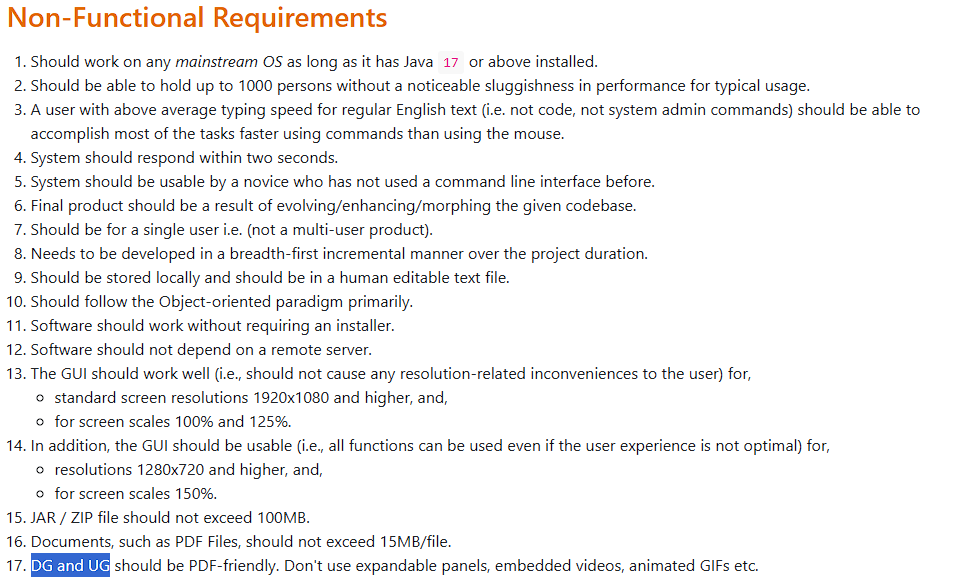 Non-Functional Requirements
1. Should work on any mainstream OS as long as it has Java 17 or above installed.
2. Should be able to hold up to 1000 persons without a noticeable sluggishness in performance for typical usage.
3. A user with above average typing speed for regular English text (i.e. not code, not system admin commands) should be able to
accomplish most of the tasks faster using commands than using the mouse.
4. System should respond within two seconds.
5. System should be usable by a novice who has not used a command line interface before.
6. Final product should be a result of evolving/enhancing/morphing the given codebase.
7. Should be for a single user i.e. (not a multi-user product).
8. Needs to be developed in a breadth-first incremental manner over the project duration.
9. Should be stored locally and should be in a human editable text file.
10. Should follow the Object-oriented paradigm primarily.
11. Software should work without requiring an installer.
12. Software should not depend on a remote server.
13. The GUI should work well (i.e., should not cause any resolution-related inconveniences to the user) for,
○ standard screen resolutions 1920x1080 and higher, and,
○ for screen scales 100% and 125%.
14. In addition, the GUI should be usable (i.e., all functions can be used even if the user experience is not optimal) for,
○ resolutions 1280x720 and higher, and,
○ for screen scales 150%.
15. JAR / ZIP file should not exceed 100MB.
16. Documents, such as PDF Files, should not exceed 15MB/file.
17. DG and UG should be PDF-friendly. Don't use expandable panels, embedded videos, animated GIFs etc.